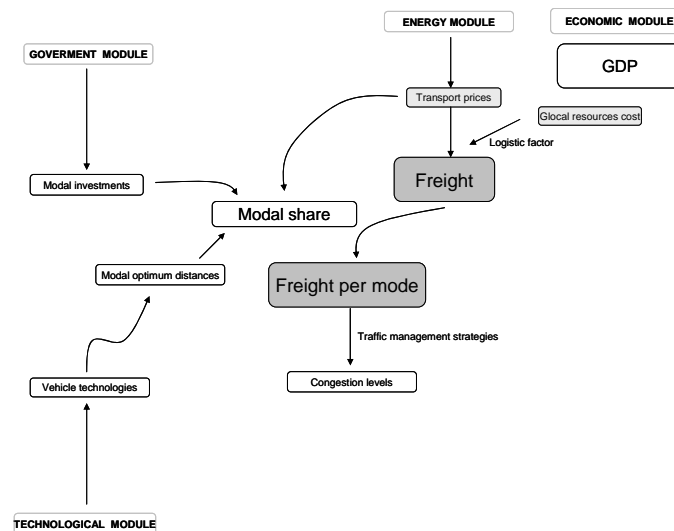 ENERGY MODULE
ECONOMIC MODULE
GOVERMENT MODULE
GDP
Transport prices
Glocal resources cost
Logistic factor
Modal investments
Freight
Modal share
Modal optimum distances
Freight per mode
Traffic management strategies
Vehicle technologies
Congestion levels
TECHNOLOGICAL MODULE